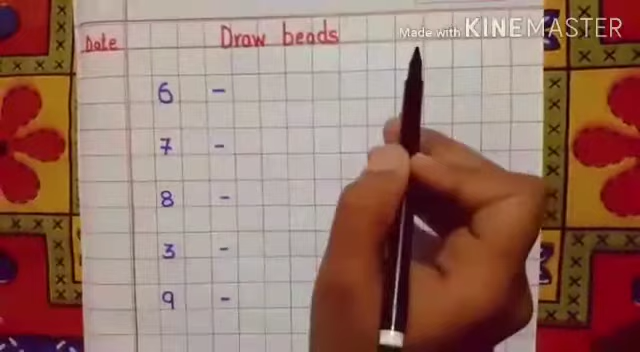 Made with KINEMASTER
Date Draw beads
6 -
7 -
8 -
3 -
9 -